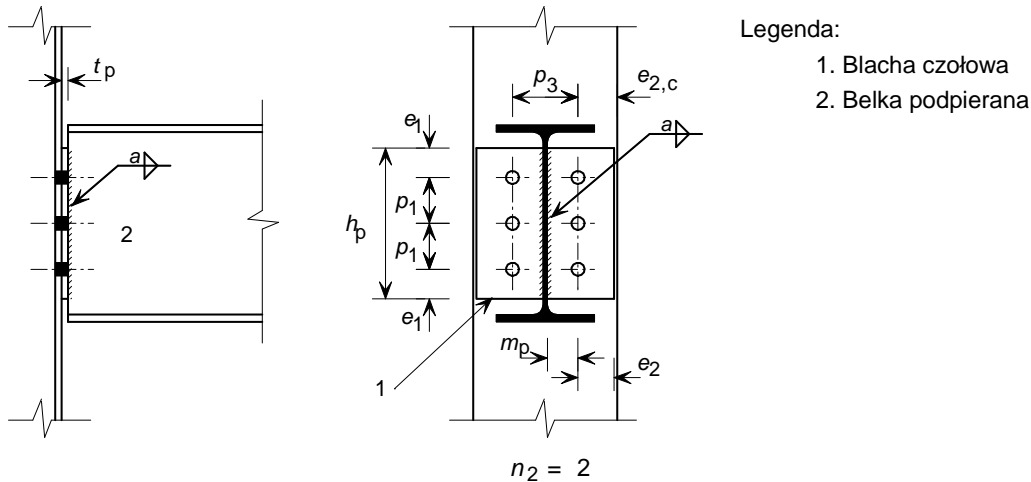 Legenda:
1. Blacha czołowa
2. Belka podpierana
tp
a
2
p3
e2,c
e1
a
p1
hp
p1
e1
mp
e2
1
n2 = 2